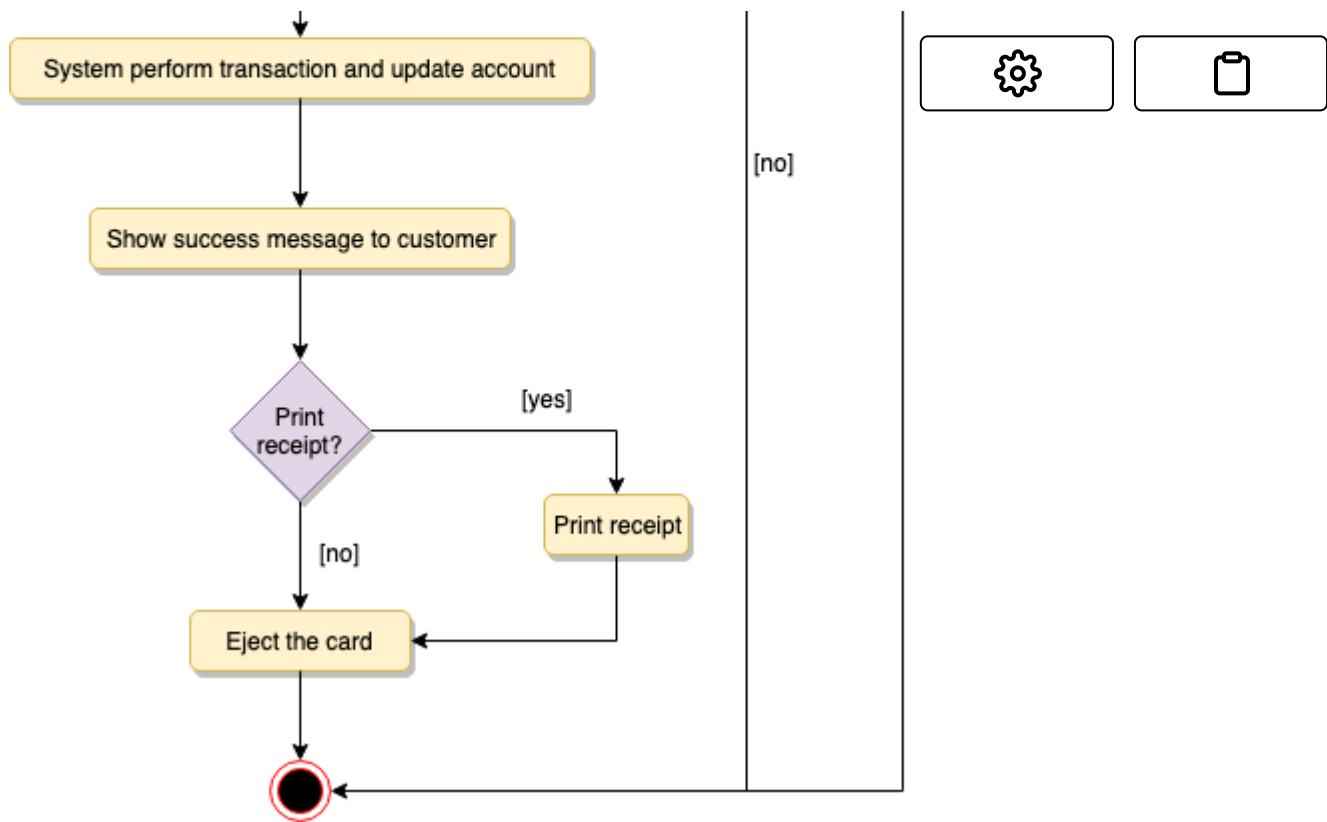 System perform transaction and update account
[no]
Show success message to customer
[yes]
Print
receipt?
Print receipt
[no]
Eject the card